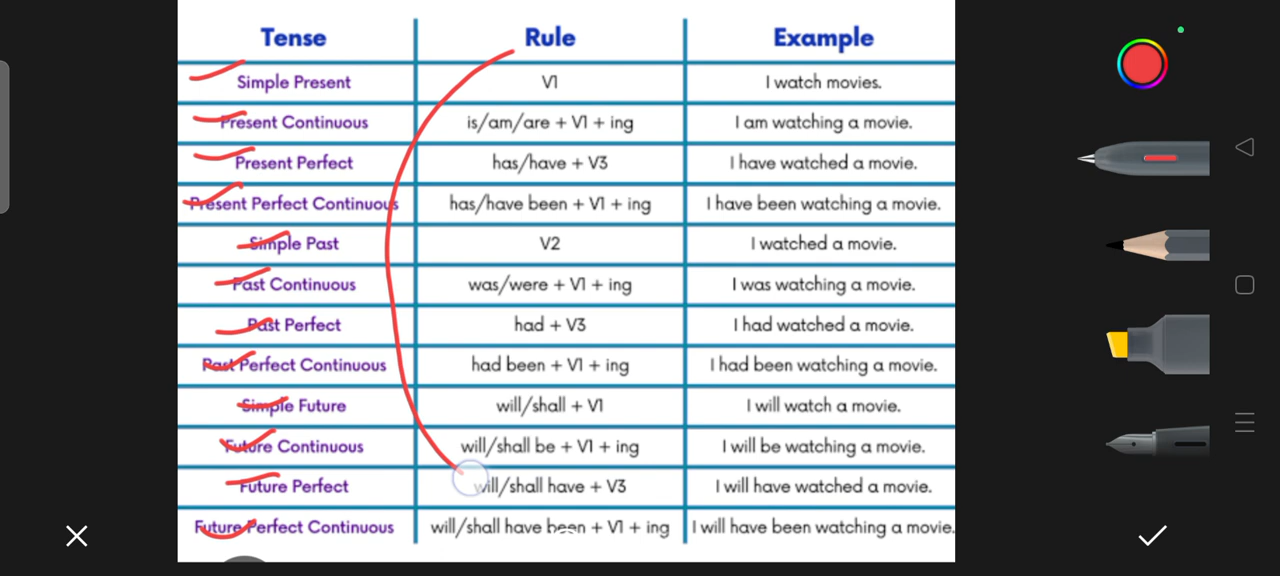 Tense Rule Example
Simple Present V1 I watch movies.
Present Continuous is/am/are + V1 + ing I am watching a movie.
Present Perfect has/have + V3 I have watched a movie.
Present Perfect Continuous has/have been + V1 + ing I have been watching a movie.
Simple Past V2 I watched a movie.
Past Continuous was/were + V1 + ing I was watching a movie.
Past Perfect had + V3 I had watched a movie.
Past Perfect Continuous had been + V1 + ing I had been watching a movie.
Simple Future will/shall + V1 I will watch a movie.
Future Continuous will/shall be + V1 + ing I will be watching a movie.
Future Perfect will/shall have + V3 I will have watched a movie.
Future Perfect Continuous will/shall have been + V1 + ing I will have been watching a movie.